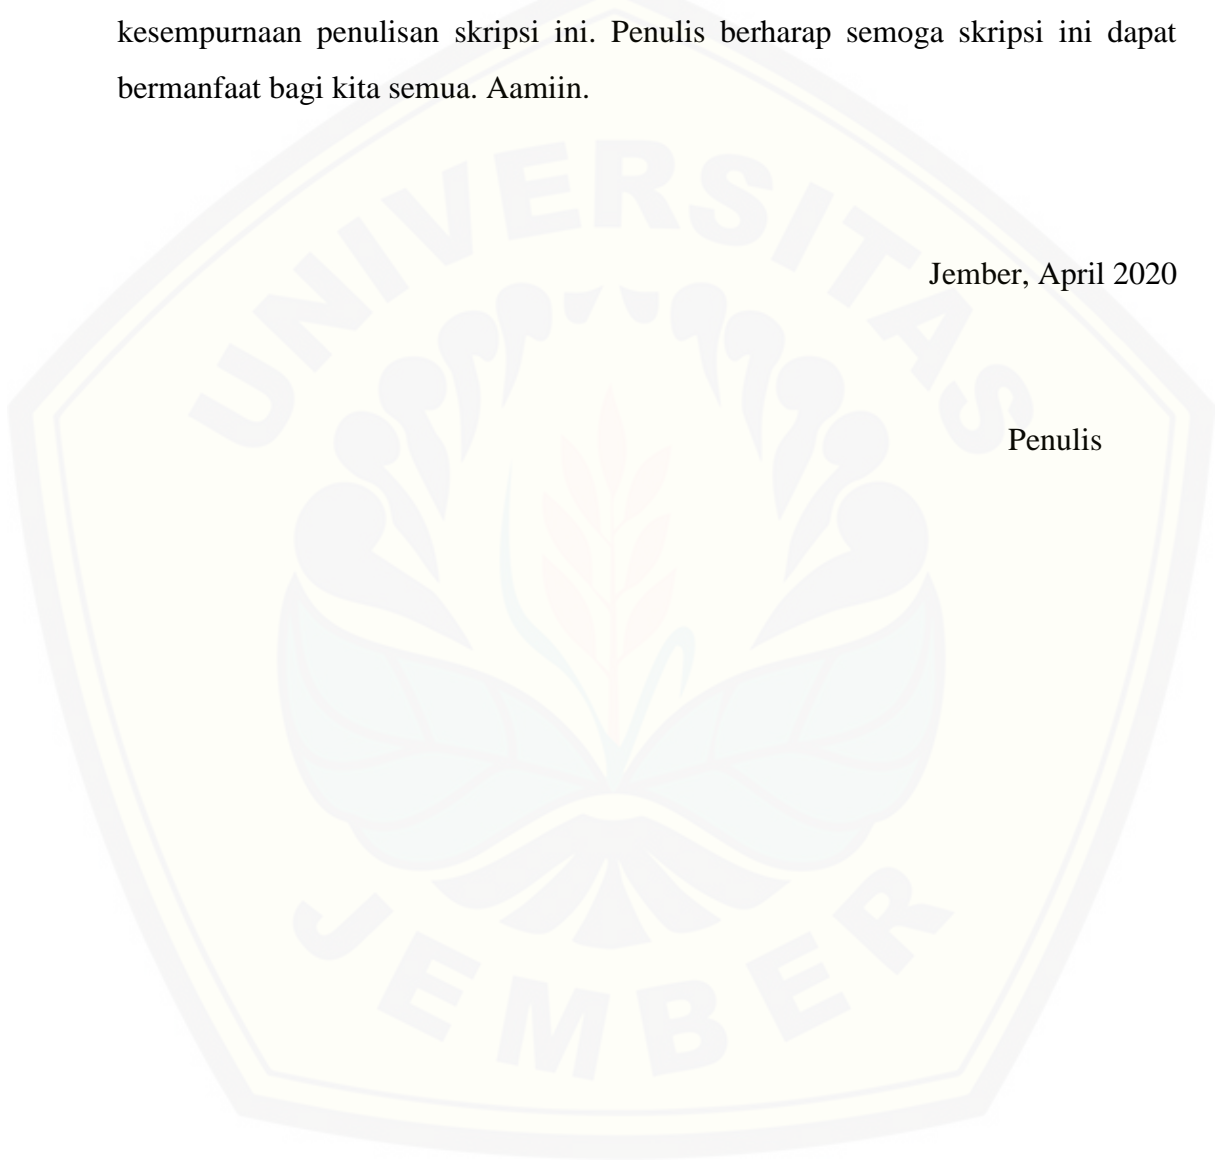 kesempurnaan penulisan skripsi ini. Penulis berharap semoga skripsi ini dapat
bermanfaat bagi kita semua. Aamiin.
UNIVERSITAS
Jember, April 2020
Penulis
JEMBER